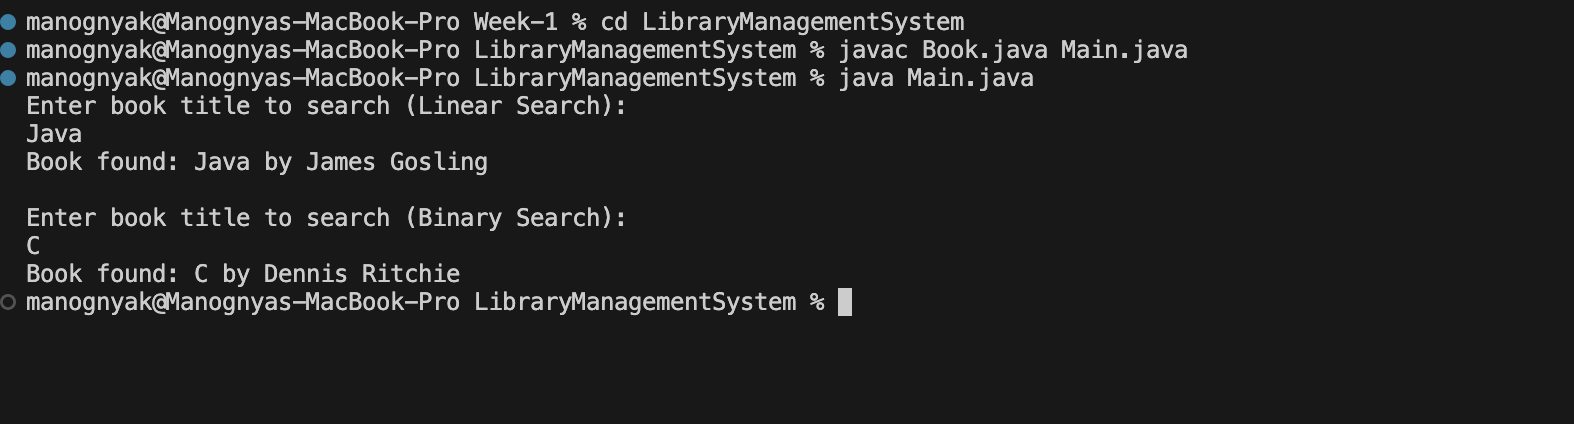 manognyak@Manognyas-MacBook-Pro Week-1 % cd LibraryManagementSystem
manognyak@Manognyas-MacBook-Pro LibraryManagementSystem % javac Book.java Main.java
manognyak@Manognyas-MacBook-Pro LibraryManagementSystem % java Main.java
Enter book title to search (Linear Search):
Java
Book found: Java by James Gosling

Enter book title to search (Binary Search):
C
Book found: C by Dennis Ritchie
manognyak@Manognyas-MacBook-Pro LibraryManagementSystem %